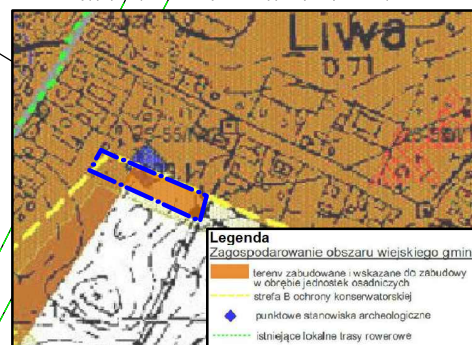 Liwa
0.71
Legenda
Zagospodarowanie obszaru wiejskiego gmin
tereny zabudowane i wskazane do zabudowy
w obrębie jednostek osadniczych
strefa B ochrony konserwatorskiej
punktowe stanowiska archeologiczne
istniejące lokalne trasy rowerowe